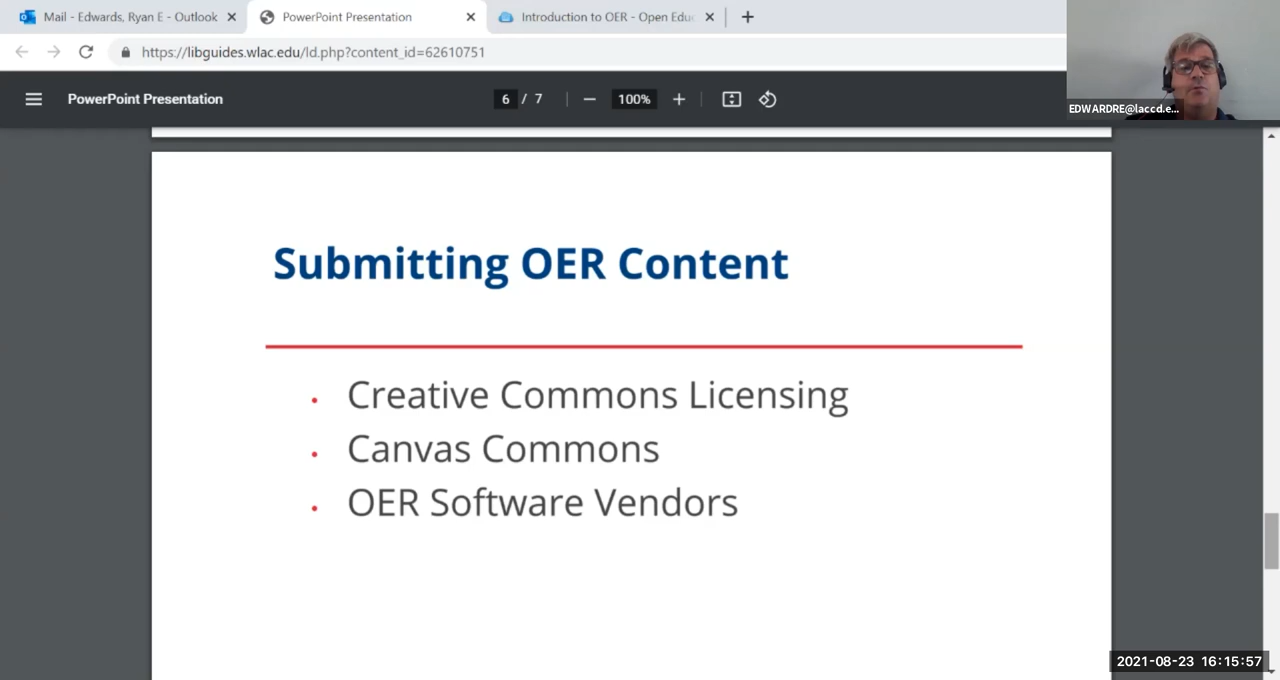 Mail - Edwards, Ryan E - Outlook
PowerPoint Presentation
Introduction to OER - Open Edu
https://libguides.wlac.edu/ld.php?content_id=62610751
PowerPoint Presentation
6 / 7
100%
EDWARDRE@laccd.e...
Submitting OER Content
Creative Commons Licensing
Canvas Commons
OER Software Vendors
2021-08-23 16:15:57